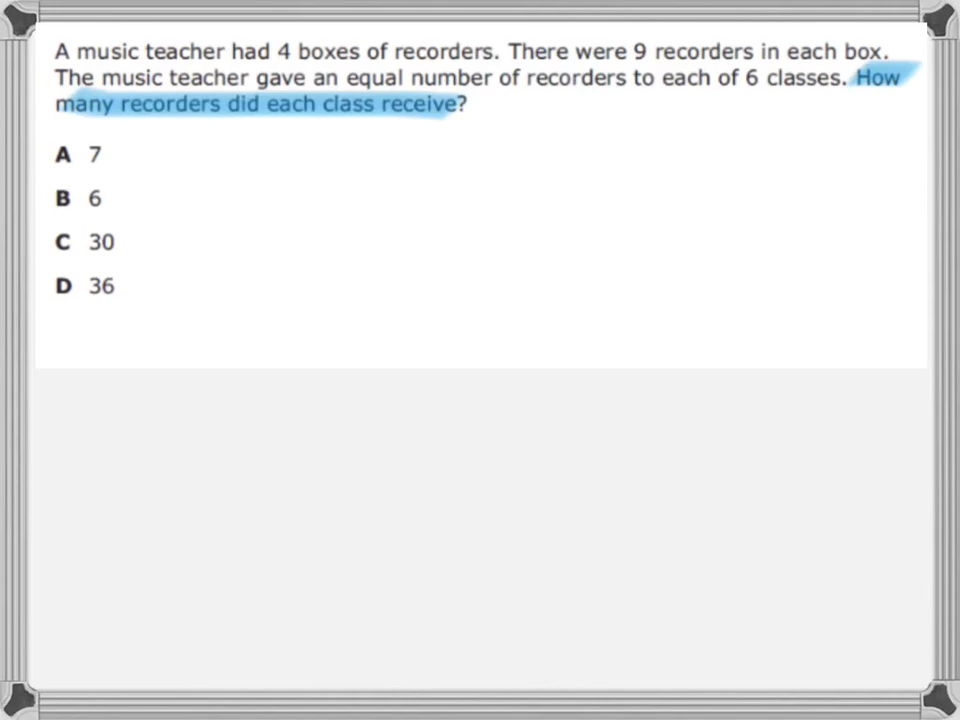 A music teacher had 4 boxes of recorders. There were 9 recorders in each box.
The music teacher gave an equal number of recorders to each of 6 classes. How
many recorders did each class receive?
A 7
B 6
C 30
D 36